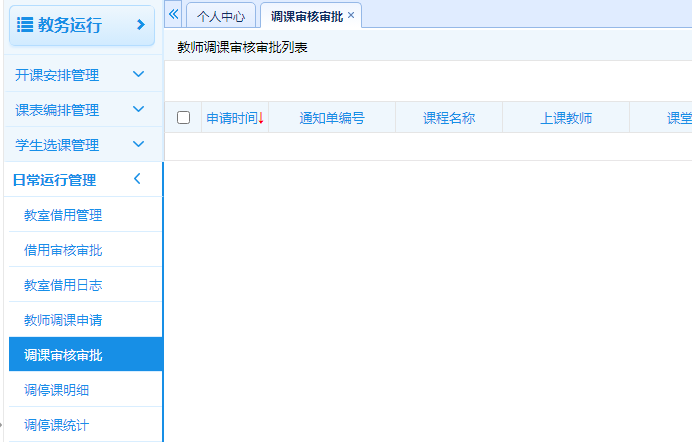 教务运行
开课安排管理
课表编排管理
学生选课管理
日常运行管理
教室借用管理
借用审核审批
教室借用日志
教师调课申请
调课审核审批
调停课明细
调停课统计
个人中心 调课审核审批
教师调课审核审批列表
申请时间 通知单编号 课程名称 上课教师 课堂